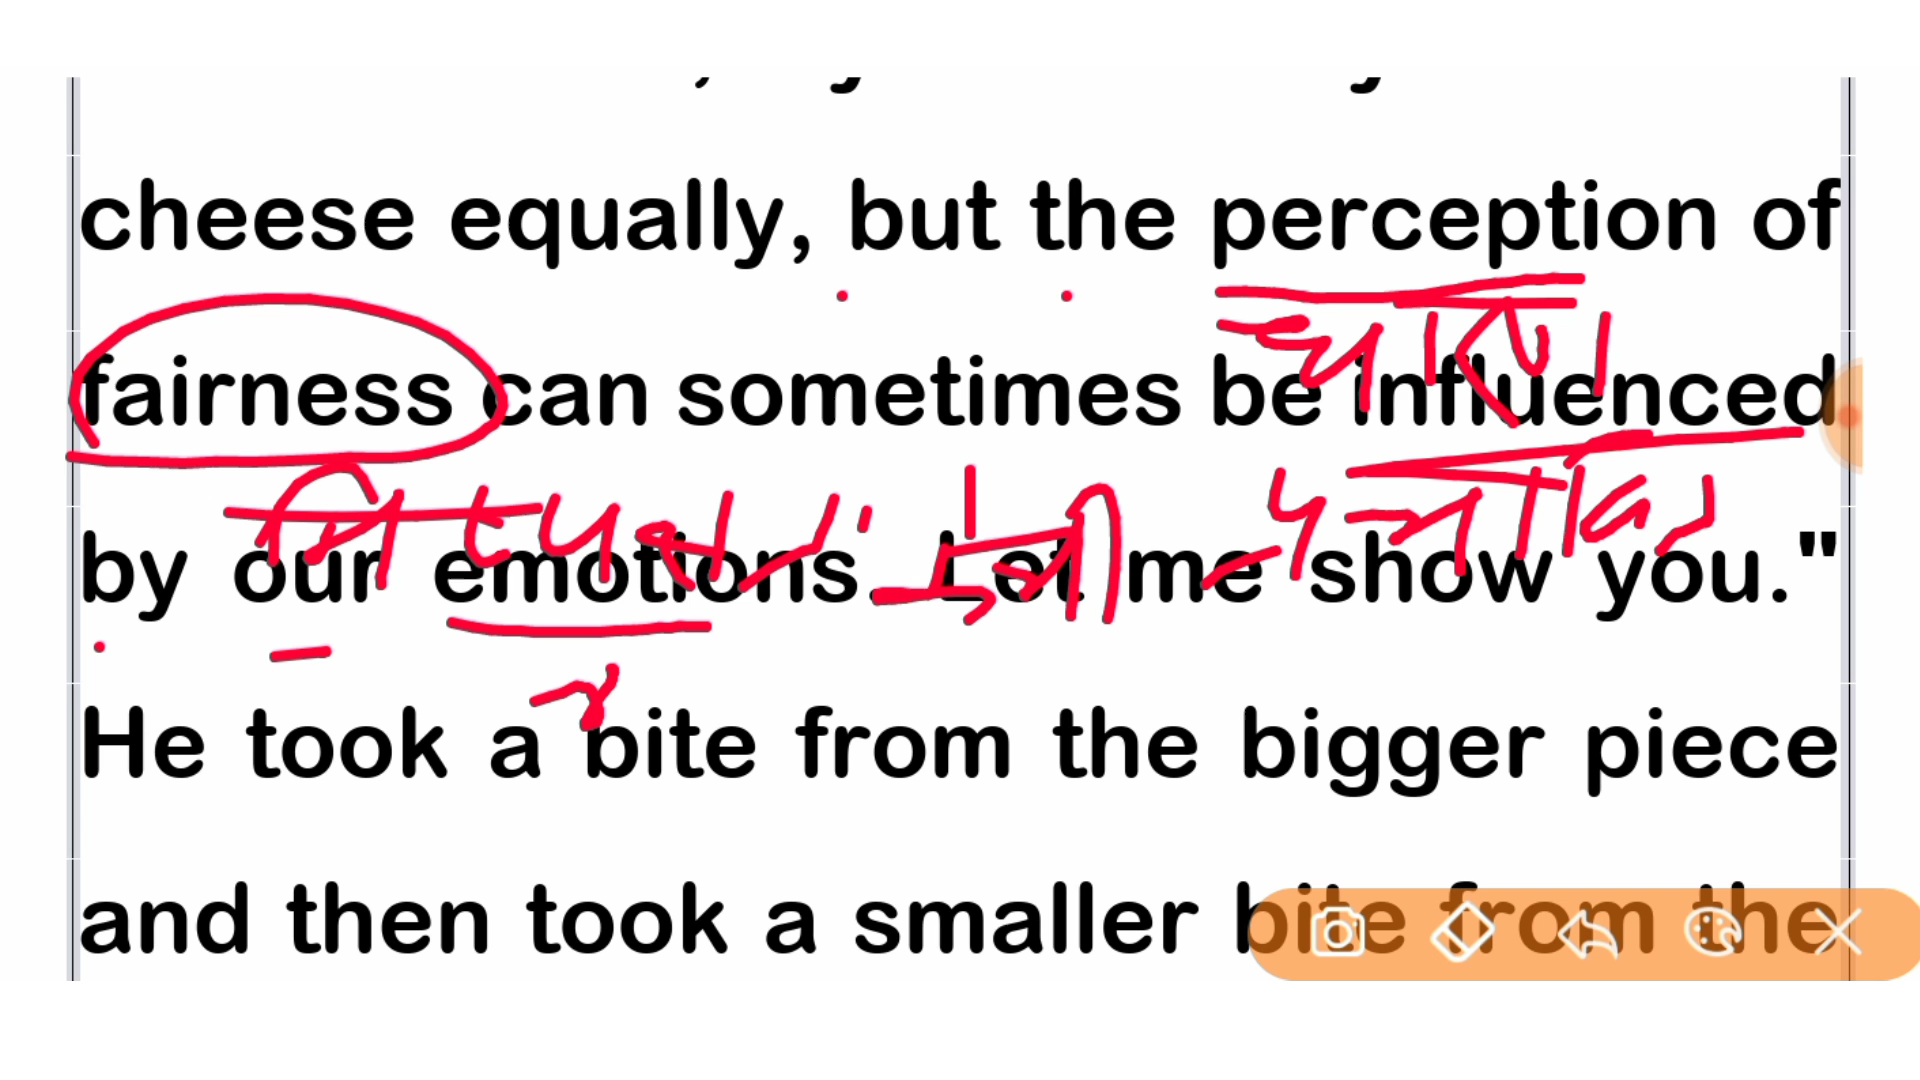 cheese equally, but the perception of
धारणा
fairness can sometimes be influenced
by our emotions. Let me show you."
He took a bite from the bigger piece
and then took a smaller bite from the